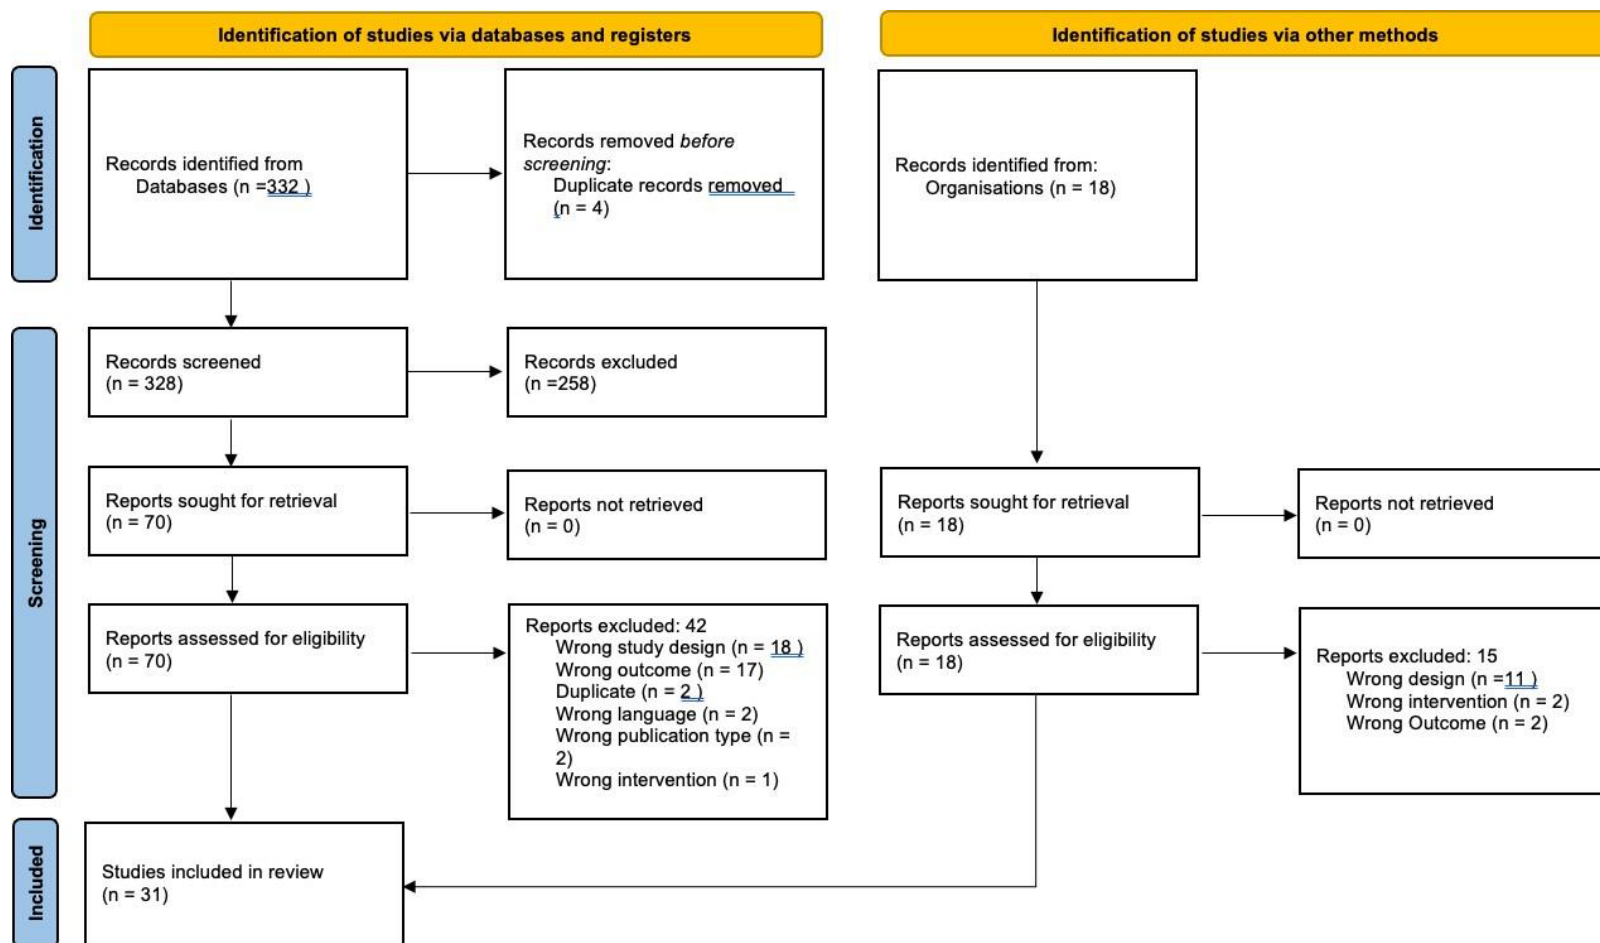 Identification of studies via databases and registers
Identification of studies via other methods
Identification
Records identified from
Databases (n =332 )
Records removed before
screening:
Duplicate records removed
(n = 4)
Records identified from:
Organisations (n = 18)
Screening
Records screened
(n = 328)
Records excluded
(n =258)
Reports sought for retrieval
(n = 70)
Reports not retrieved
(n = 0)
Reports sought for retrieval
(n = 18)
Reports not retrieved
(n = 0)
Reports assessed for eligibility
(n = 70)
Reports excluded: 42
Wrong study design (n = 18 )
Wrong outcome (n = 17)
Duplicate (n = 2 )
Wrong language (n = 2)
Wrong publication type (n =
2)
Wrong intervention (n = 1)
Reports assessed for eligibility
(n = 18)
Reports excluded: 15
Wrong design (n =11 )
Wrong intervention (n = 2)
Wrong Outcome (n = 2)
Included
Studies included in review
(n = 31)